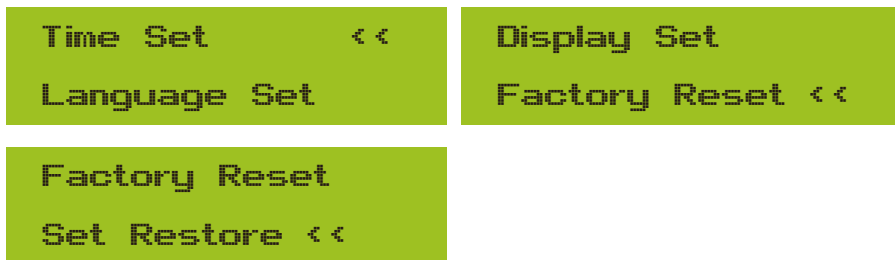 Time Set <<
Language Set
Display Set
Factory Reset <<
Factory Reset
Set Restore <<